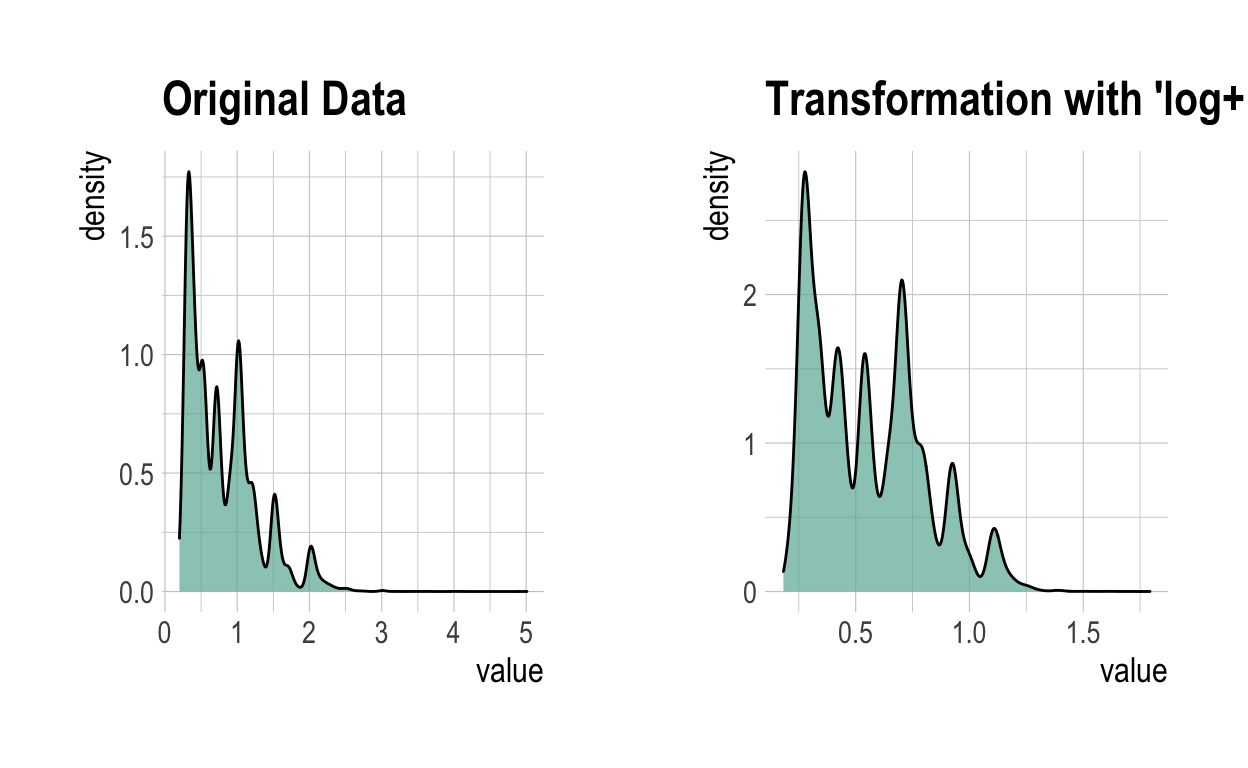 Original Data
density
1.5
1.0
0.5
0.0
0 1 2 3 4 5
value
Transformation with 'log+
density
2
1
0
0.5 1.0 1.5
value